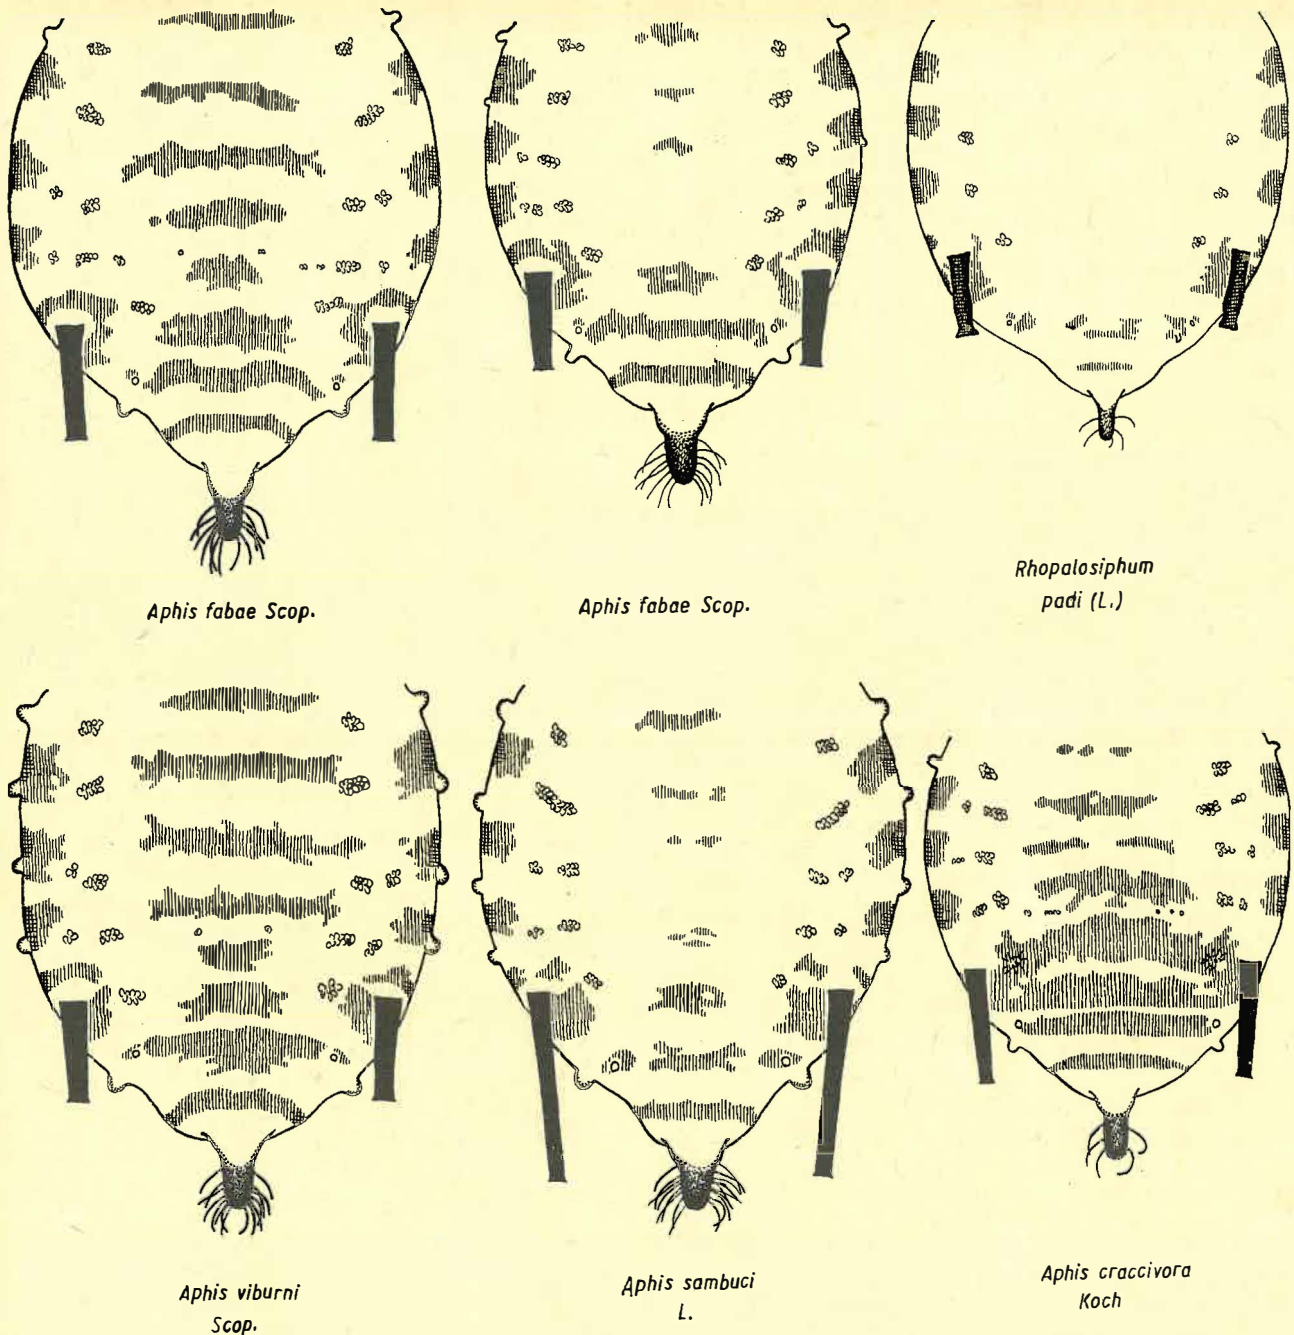 Aphis fabae Scop.
Aphis fabae Scop.
Rhopalosiphum
padi (L.)
Aphis viburni
Scop.
Aphis sambuci
L.
Aphis craccivora
Koch